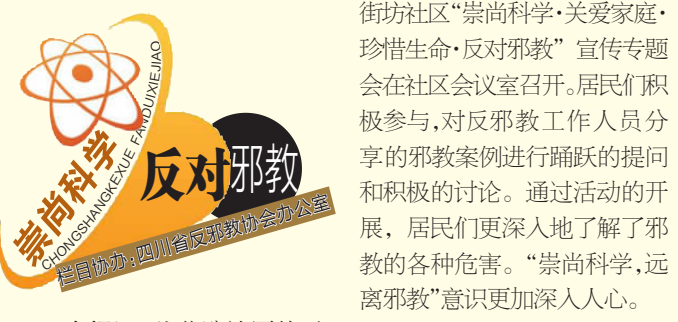 崇尚科学
CHONGSHANGKEXUE FANDUIXIEJIAO
反对邪教
栏目协办：四川省反邪教协会办公室
街坊社区“崇尚科学·关爱家庭·
珍惜生命·反对邪教”宣传专题
会在社区会议室召开。居民们积
极参与，对反邪教工作人员分
享的邪教案例进行踊跃的提问
和积极的讨论。通过活动的开
展，居民们更深入地了解了邪
教的各种危害。“崇尚科学，远
离邪教”意识更加深入人心。